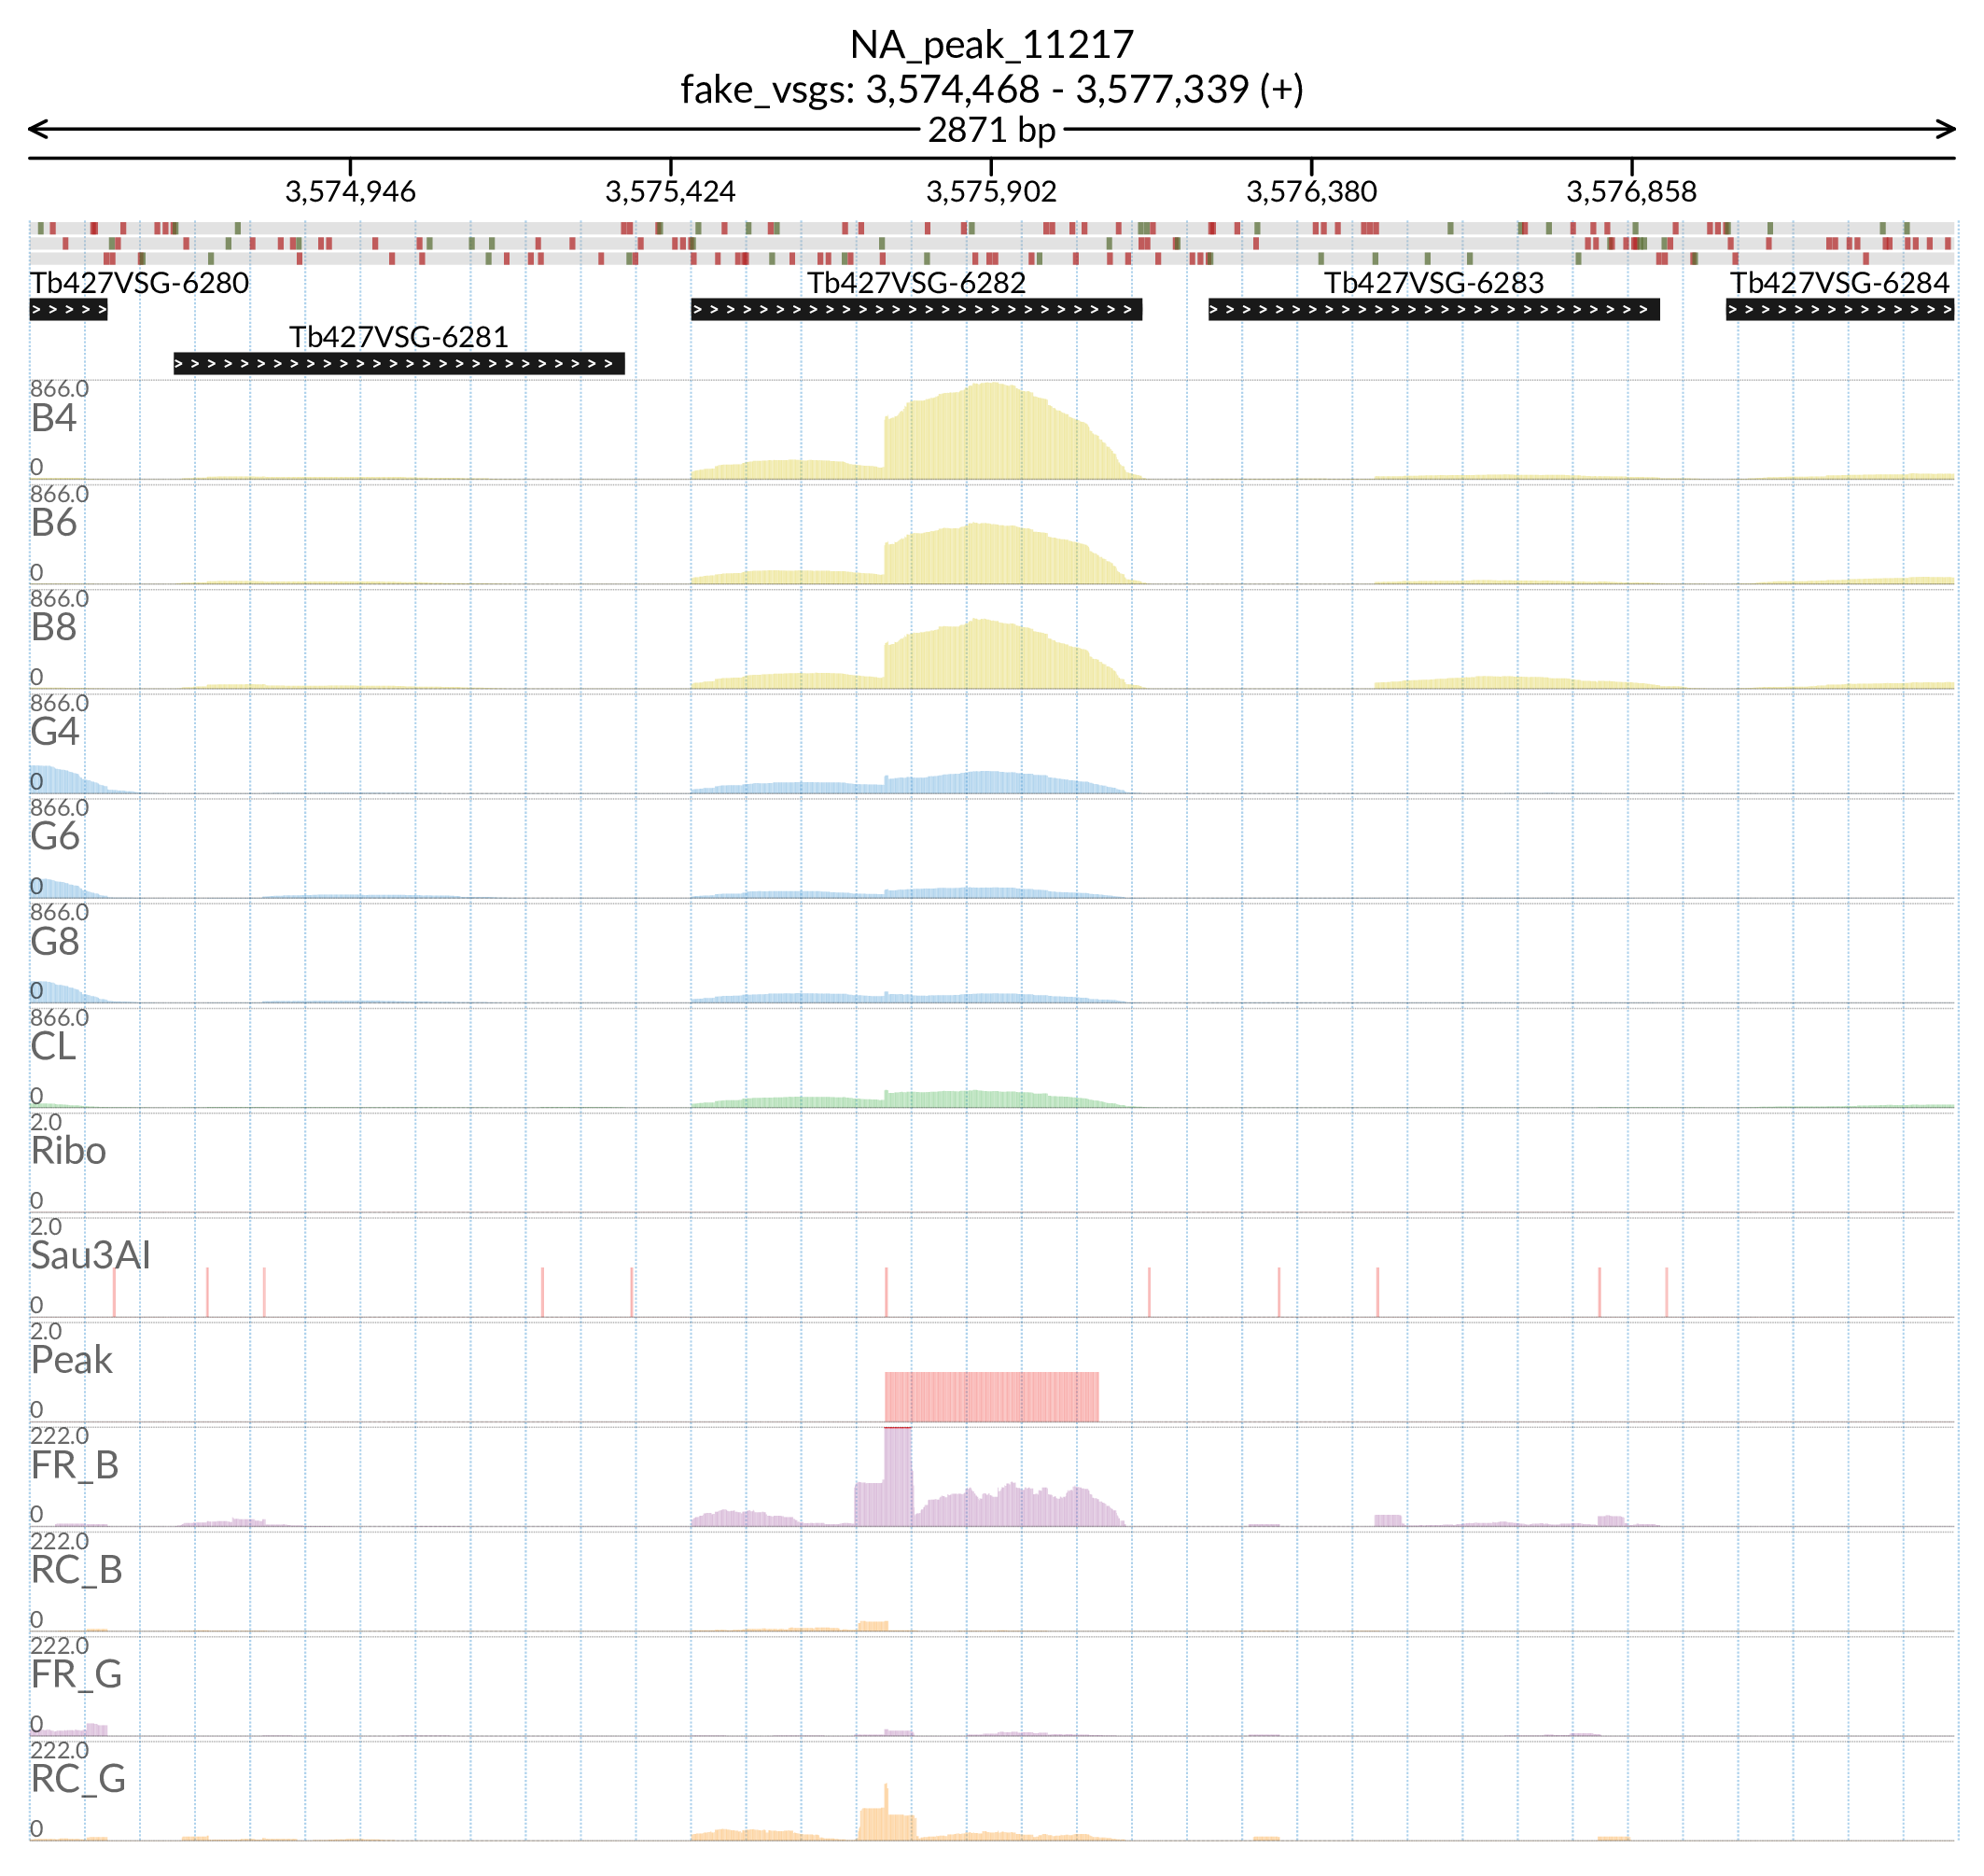 NA_peak_11217
fake_vsgs: 3,574,468 - 3,577,339 (+)
2871 bp
3,574,946 3,575,424 3,575,902 3,576,380 3,576,858
Tb427VSG-6280 Tb427VSG-6282 Tb427VSG-6283 Tb427VSG-6284
Tb427VSG-6281
866.0
B4
0
866.0
B6
0
866.0
B8
0
866.0
G4
0
866.0
G6
0
866.0
G8
0
866.0
CL
0
2.0
Ribo
0
2.0
Sau3AI
0
2.0
Peak
0
222.0
FR_B
0
222.0
RC_B
0
222.0
FR_G
0
222.0
RC_G
0